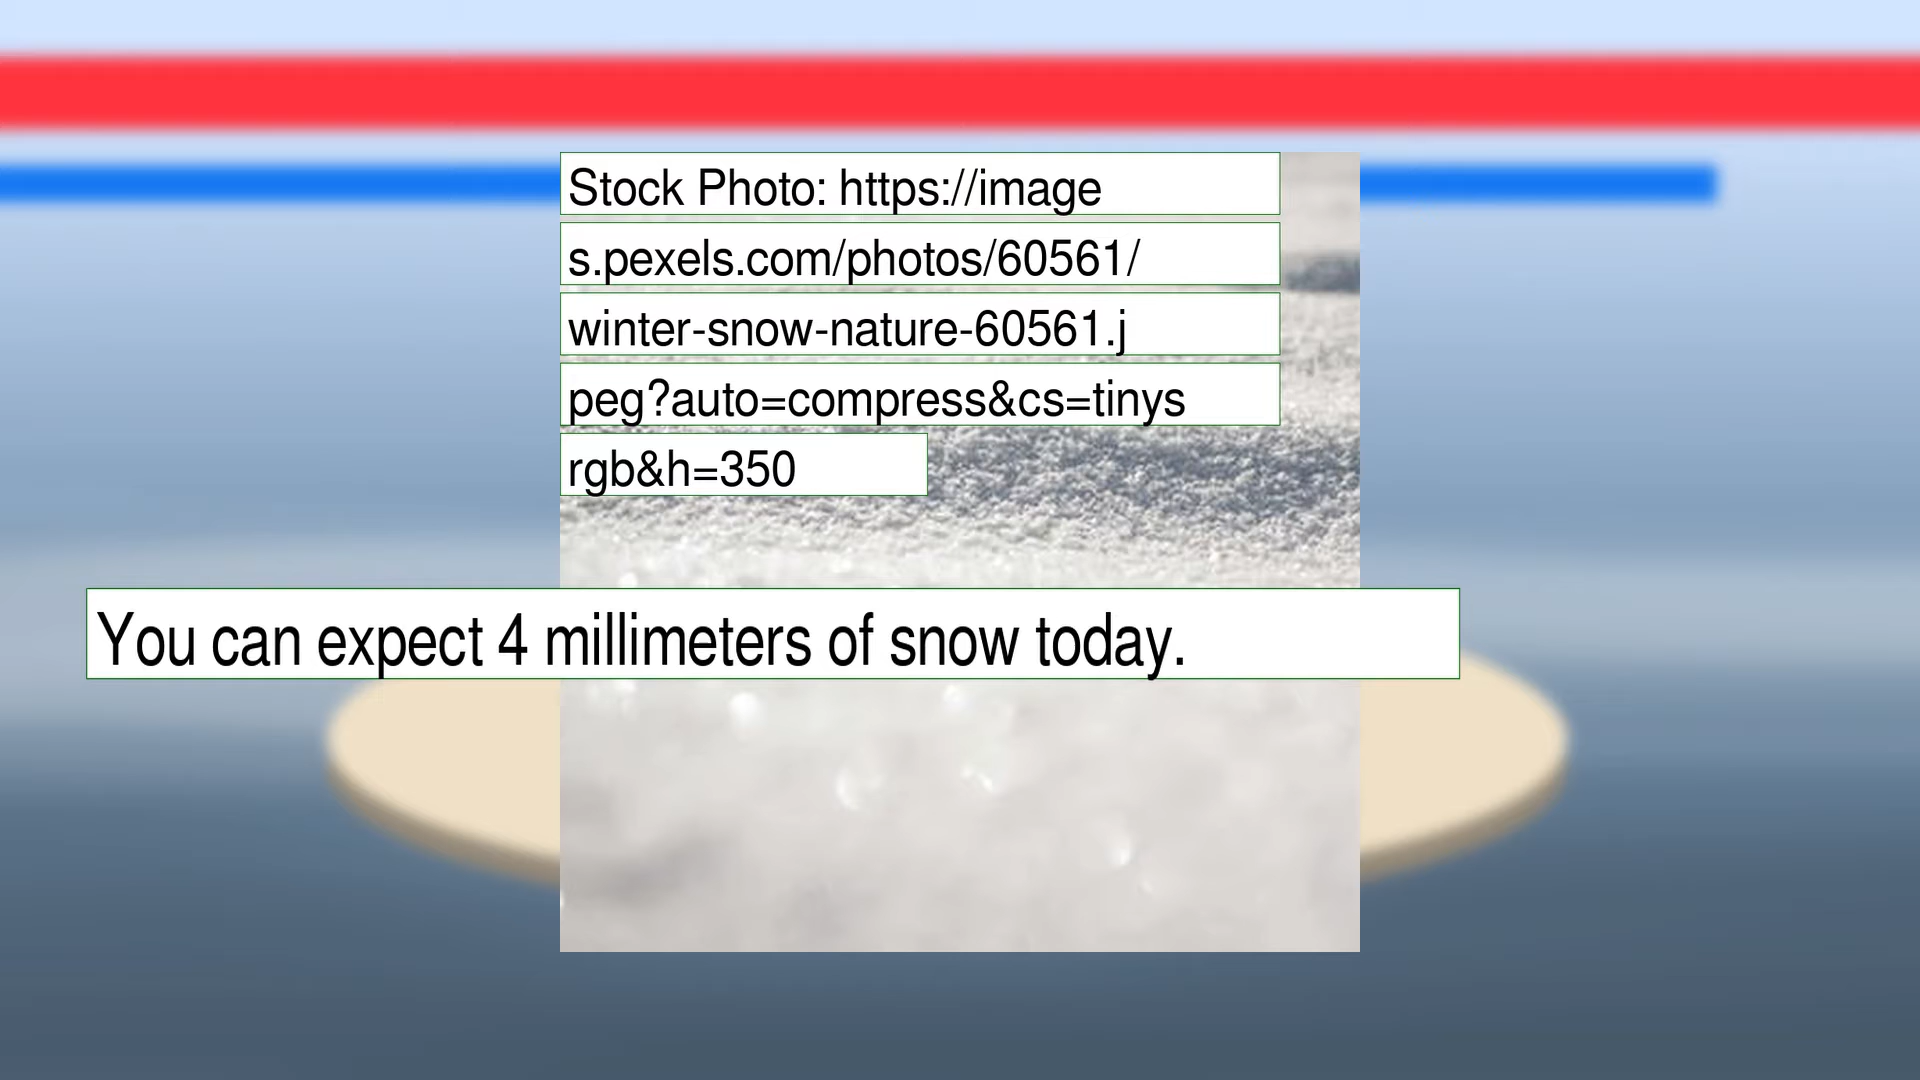 Stock Photo: https://image
s.pexels.com/photos/60561/
winter-snow-nature-60561.j
peg?auto=compress&cs=tinys
rgb&h=350
You can expect 4 millimeters of snow today.